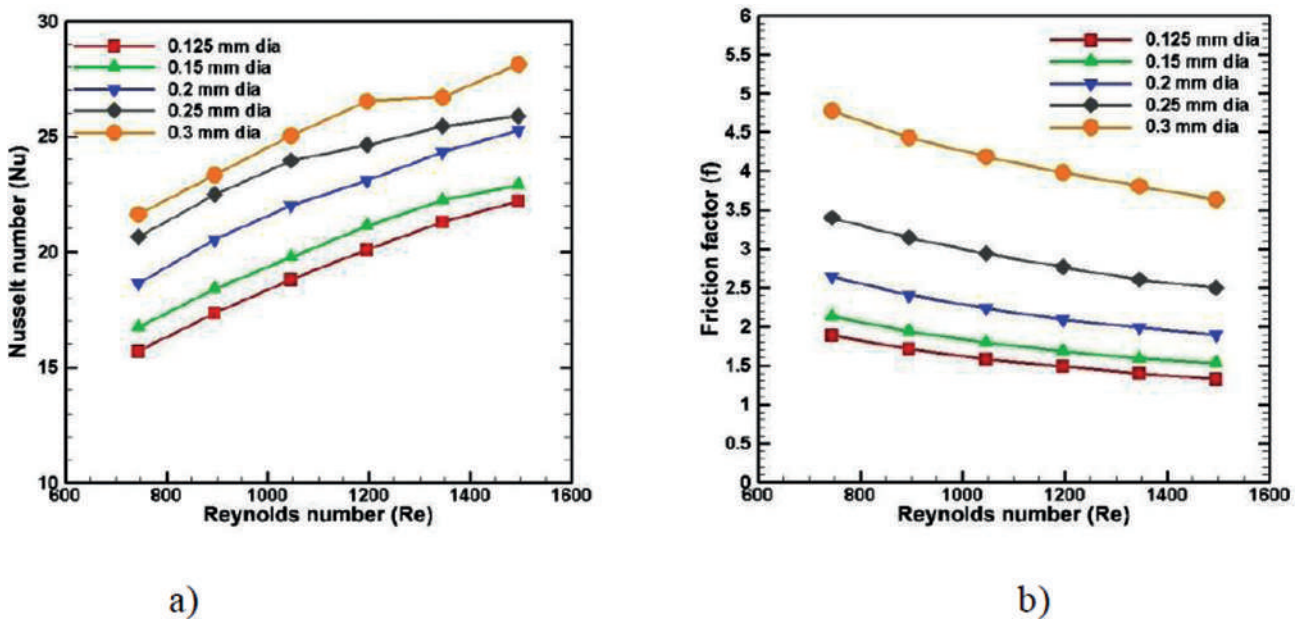 30
25
20
15
10
Nusselt number (Nu)
0.125 mm dia
0.15 mm dia
0.2 mm dia
0.25 mm dia
0.3 mm dia
600 800 1000 1200 1400 1600
Reynolds number (Re)
a)
6
5.5
5
4.5
4
3.5
3
2.5
2
1.5
1
0.5
0
Friction factor (f)
0.125 mm dia
0.15 mm dia
0.2 mm dia
0.25 mm dia
0.3 mm dia
600 800 1000 1200 1400 1600
Reynolds number (Re)
b)